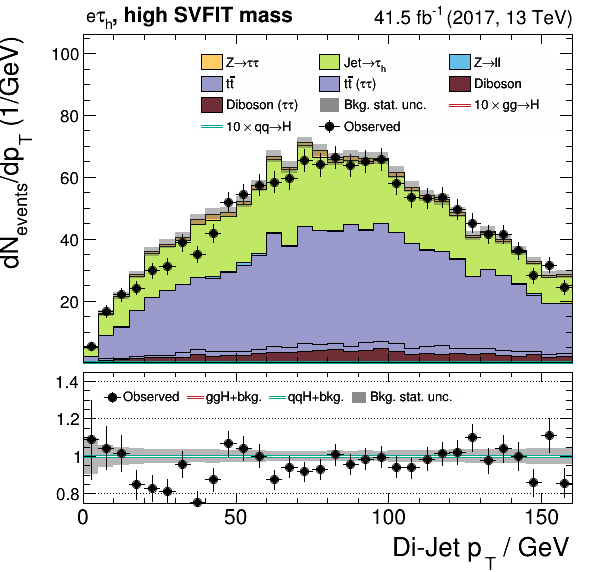 eτh, high SVFIT mass 41.5 fb-1 (2017, 13 TeV)
dNevents/dpT (1/GeV)
100
80
60
40
20
Z→ττ Jet→τh Z→ll
tt̄ tt̄ (ττ) Diboson
Diboson (ττ) Bkg. stat. unc. 10 × gg→H
10 × qq→H Observed
1.4
1.2
1
0.8
Observed ggH+bkg. qqH+bkg. Bkg. stat. unc.
0 50 100 150
Di-Jet pT / GeV